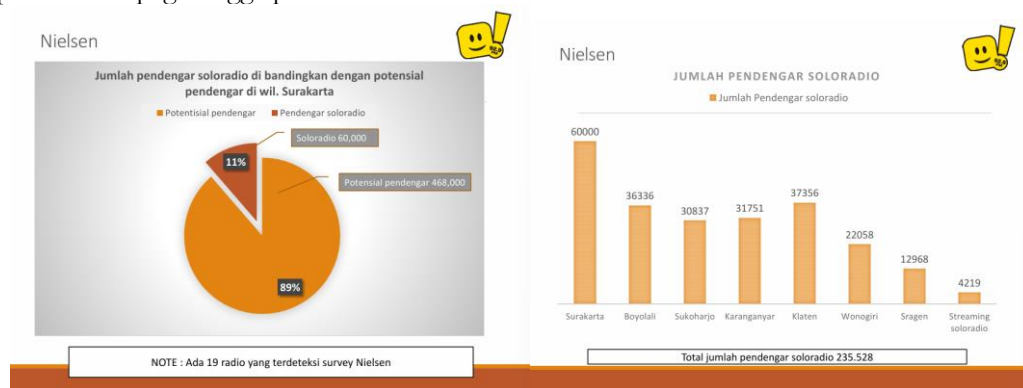 Nielsen
Jumlah pendengar soloradio di bandingkan dengan potensial
pendengar di wil. Surakarta
Potentisial pendengar Pendengar soloradio
Soloradio 60,000
11%
Potensial pendengar 468,000
89%
NOTE : Ada 19 radio yang terdeteksi survey Nielsen
Nielsen
JUMLAH PENDENGAR SOLORADIO
Jumlah Pendengar soloradio
60000
36336
30837
31751
37356
22058
12968
4219
Surakarta Boyolali Sukoharjo Karanganyar Klaten Wonogiri Sragen Streaming
soloradio
Total jumlah pendengar soloradio 235.528